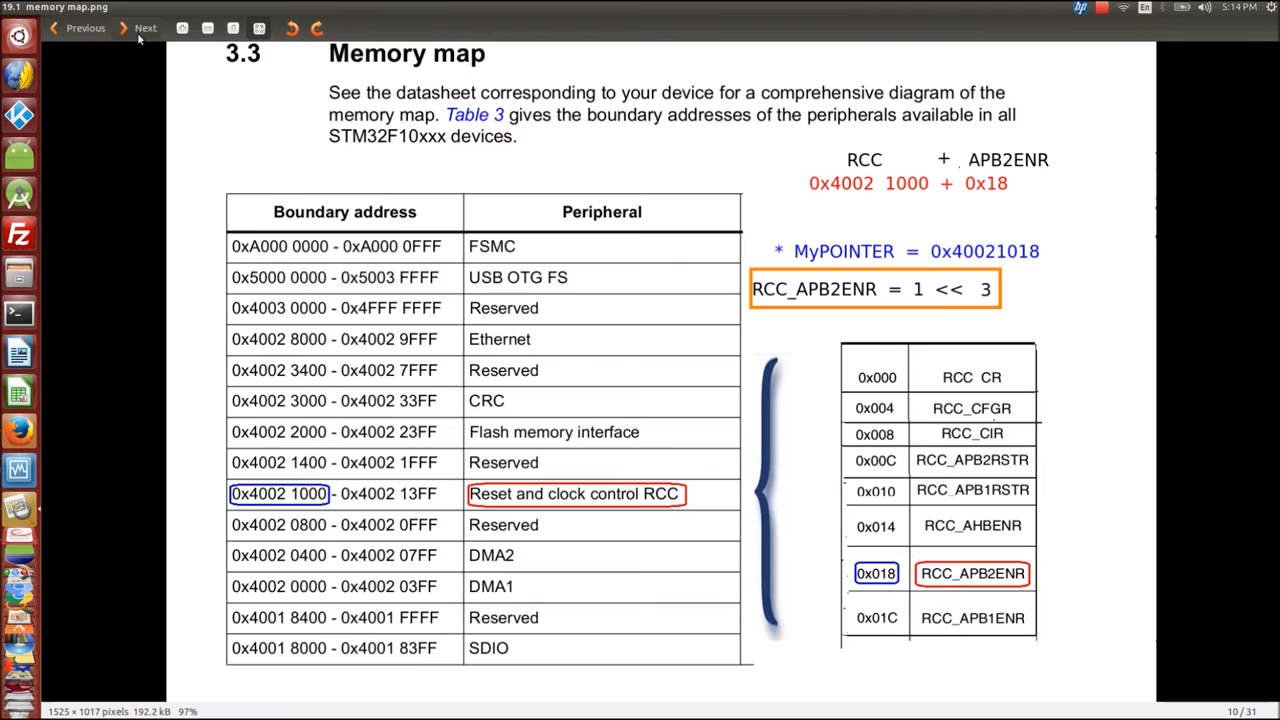 19.1 memory map.png
En
5:14 PM
Previous
Next
3.3 Memory map
See the datasheet corresponding to your device for a comprehensive diagram of the
memory map. Table 3 gives the boundary addresses of the peripherals available in all
STM32F10xxx devices.
RCC + APB2ENR
0x4002 1000 + 0x18
* MyPOINTER = 0x40021018
RCC_APB2ENR = 1 << 3
Boundary address Peripheral
0xA000 0000 - 0xA000 0FFF FSMC
0x5000 0000 - 0x5003 FFFF USB OTG FS
0x4003 0000 - 0x4FFF FFFF Reserved
0x4002 8000 - 0x4002 9FFF Ethernet
0x4002 3400 - 0x4002 7FFF Reserved
0x4002 3000 - 0x4002 33FF CRC
0x4002 2000 - 0x4002 23FF Flash memory interface
0x4002 1400 - 0x4002 1FFF Reserved
0x4002 1000 - 0x4002 13FF Reset and clock control RCC
0x4002 0800 - 0x4002 0FFF Reserved
0x4002 0400 - 0x4002 07FF DMA2
0x4002 0000 - 0x4002 03FF DMA1
0x4001 8400 - 0x4001 FFFF Reserved
0x4001 8000 - 0x4001 83FF SDIO
0x000 RCC CR
0x004 RCC_CFGR
0x008 RCC_CIR
0x00C RCC_APB2RSTR
0x010 RCC_APB1RSTR
0x014 RCC_AHBENR
0x018 RCC_APB2ENR
0x01C RCC_APB1ENR
1525 × 1017 pixels 192.2 kB 97%
10 / 31